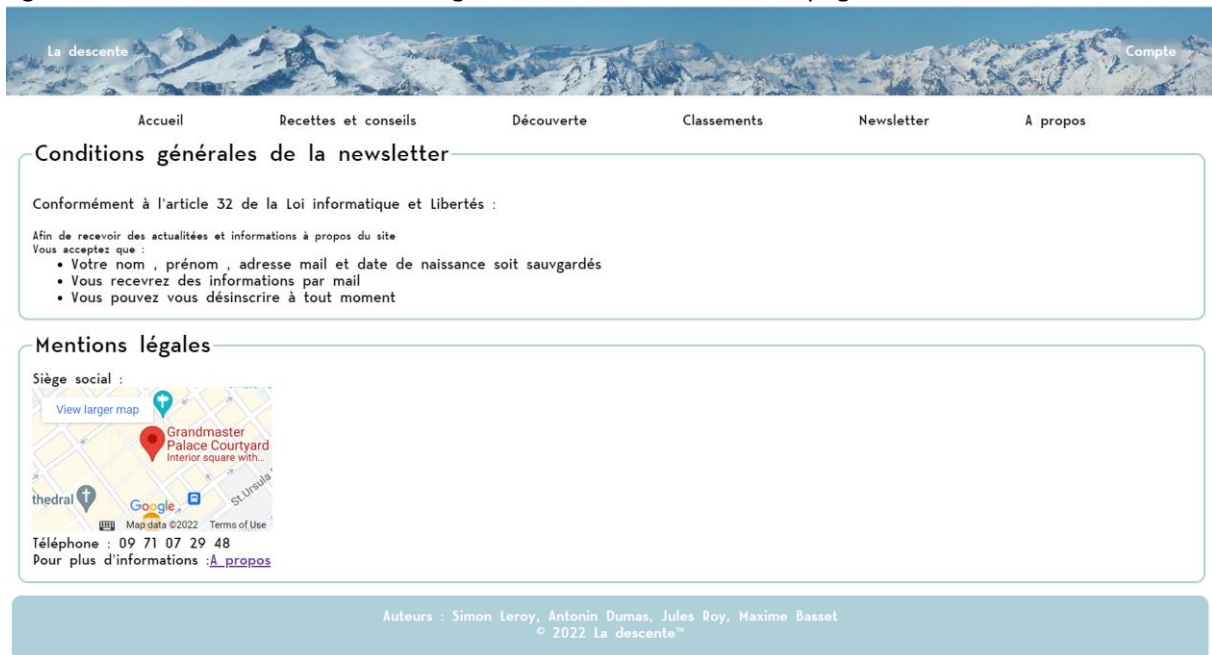 La descente
Compte
Accueil Recettes et conseils Découverte Classements Newsletter A propos
Conditions générales de la newsletter
Conformément à l'article 32 de la Loi informatique et Libertés :
Afin de recevoir des actualitées et informations à propos du site
Vous acceptez que :
• Votre nom , prénom , adresse mail et date de naissance soit sauvgardés
• Vous recevrez des informations par mail
• Vous pouvez vous désinscrire à tout moment
Mentions légales
Siège social :
View larger map
Grandmaster
Palace Courtyard
Interior square with...
thedral
St.Ursula
Google
Map data ©2022 Terms of Use
Téléphone : 09 71 07 29 48
Pour plus d'informations :A propos
Auteurs : Simon Leroy, Antonin Dumas, Jules Roy, Maxime Basset
© 2022 La descente™